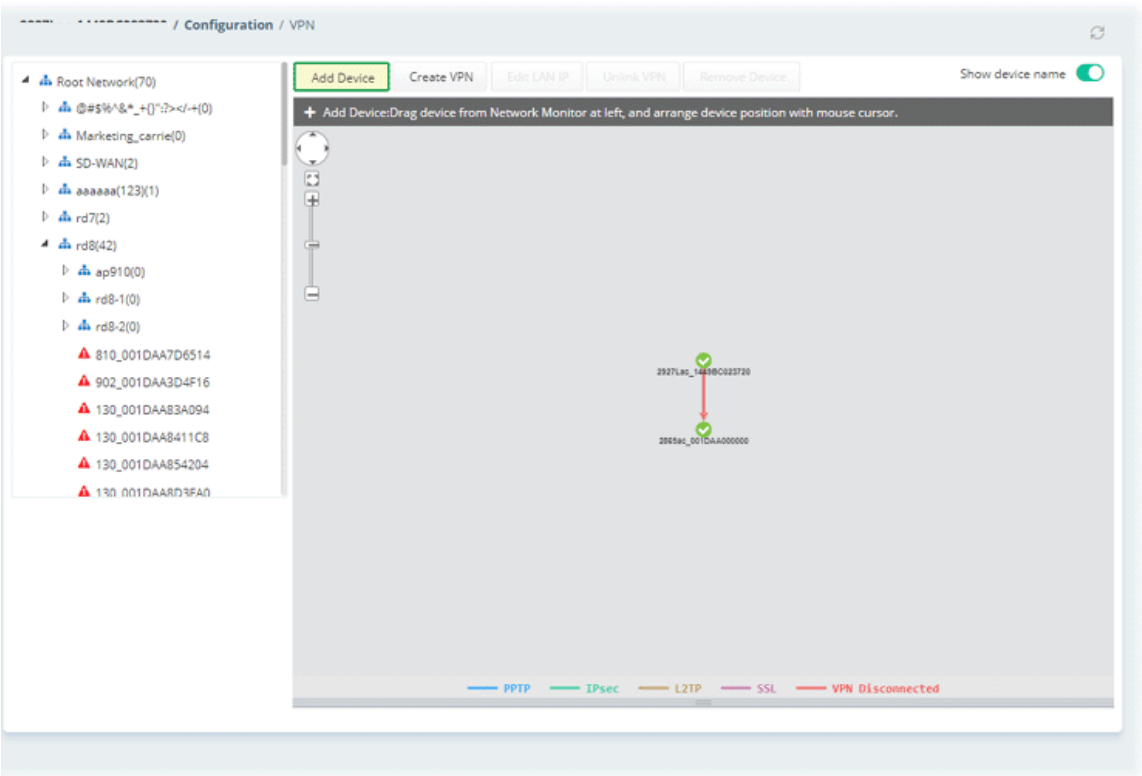 / Configuration / VPN
Root Network(70)
@#$%^&*_+{}":?></-+(0)
Marketing_carrie(0)
SD-WAN(2)
aaaaaa(123)(1)
rd7(2)
rd8(42)
ap910(0)
rd8-1(0)
rd8-2(0)
810_001DAA7D6514
902_001DAA3D4F16
130_001DAA83A094
130_001DAA8411C8
130_001DAA854204
130_001DAA8D3FA0
Add Device Create VPN Edit LAN IP Unlink VPN Remove Device
Show device name
+ Add Device:Drag device from Network Monitor at left, and arrange device position with mouse cursor.
2927Lac_1449BC023720
2865ac_001DAA000000
PPTP IPsec L2TP SSL VPN Disconnected